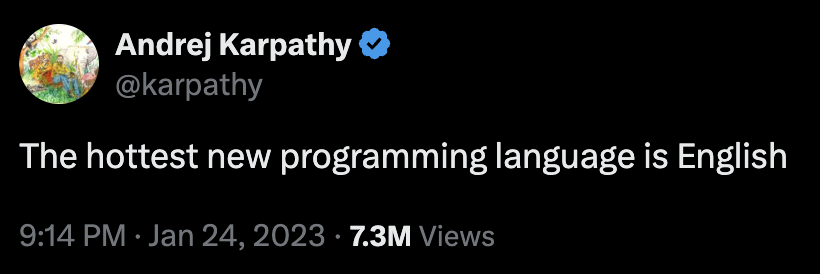 Andrej Karpathy
@karpathy
The hottest new programming language is English
9:14 PM · Jan 24, 2023 · 7.3M Views